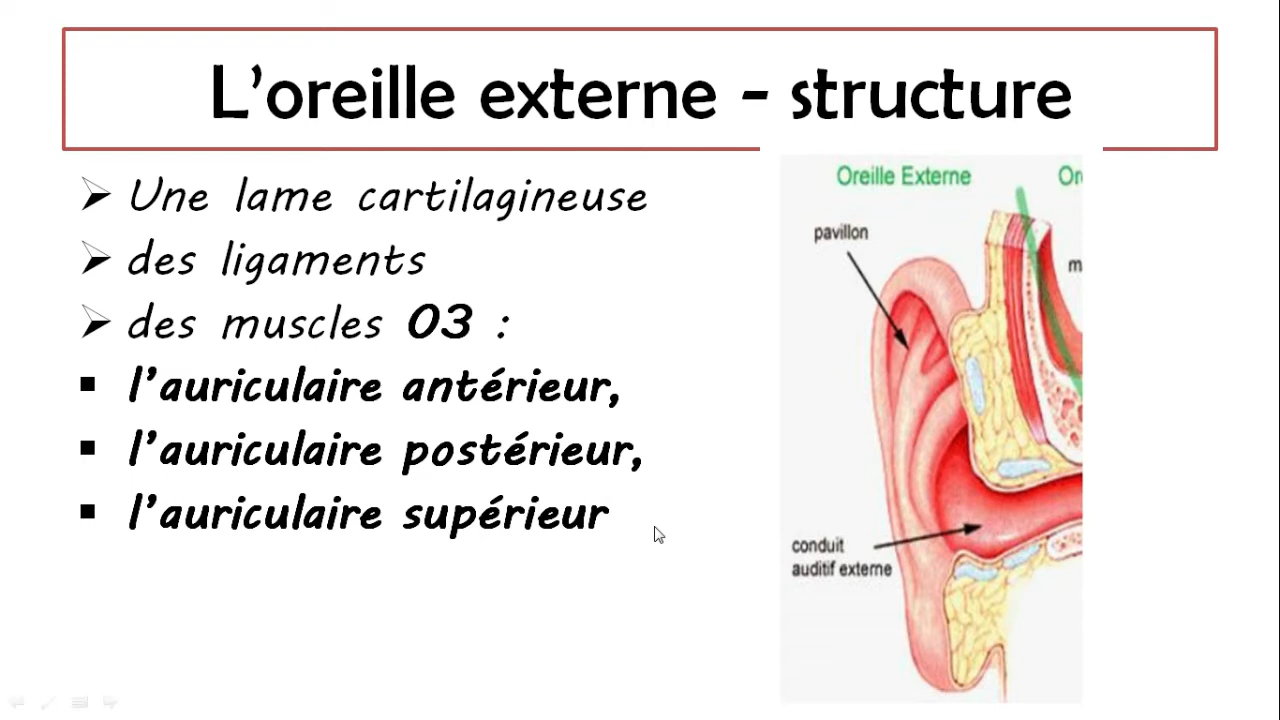 L'oreille externe - structure
➢ Une lame cartilagineuse
➢ des ligaments
➢ des muscles 03 :
▪ l'auriculaire antérieur,
▪ l'auriculaire postérieur,
▪ l'auriculaire supérieur
Oreille Externe
pavillon
conduit
auditif externe